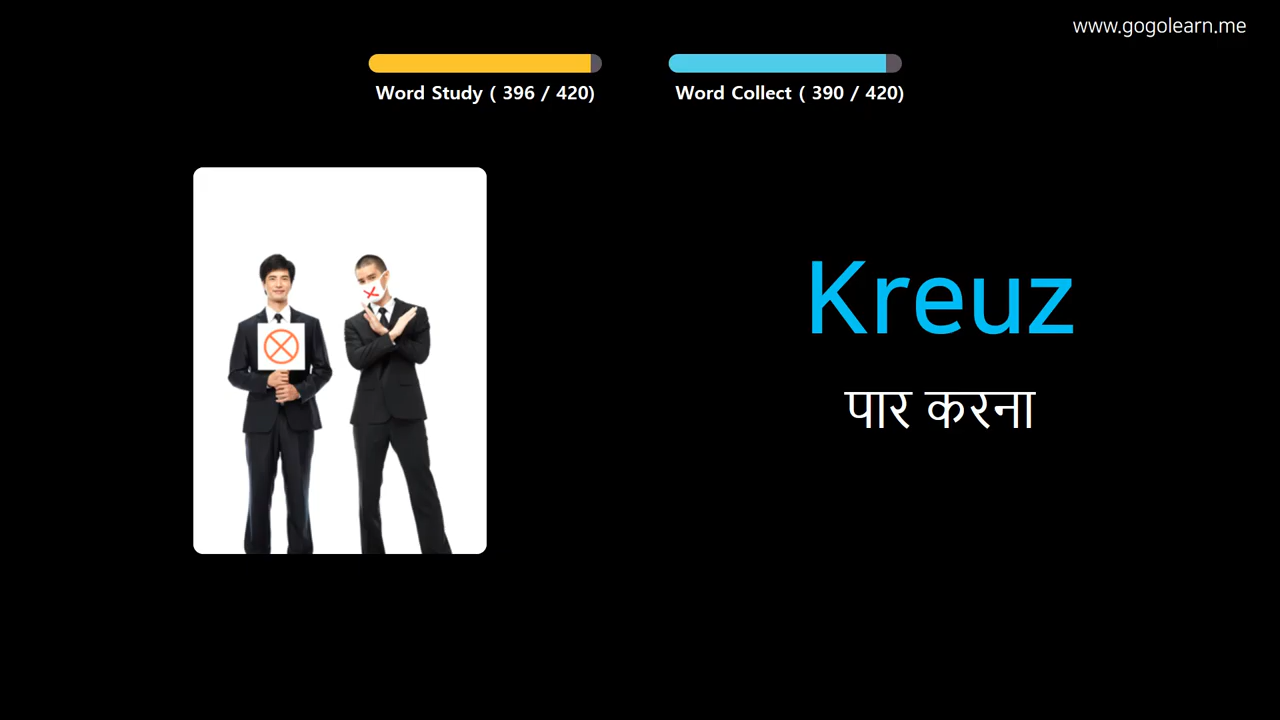 www.gogolearn.me
Word Study ( 396 / 420)
Word Collect ( 390 / 420)
Kreuz
पार करना